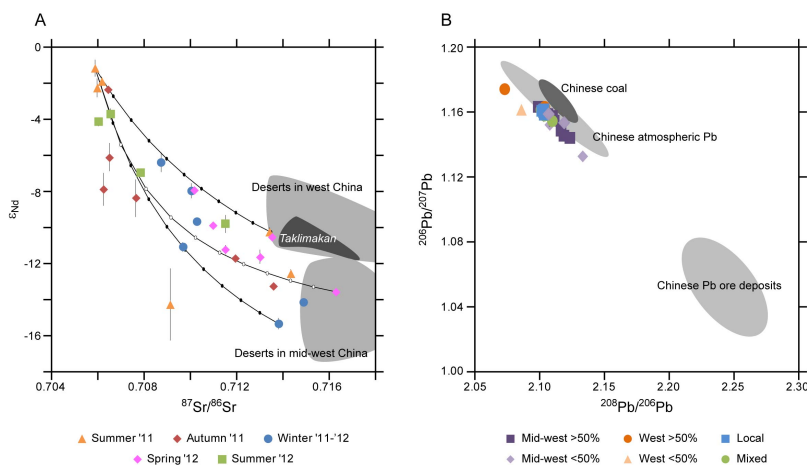 A
0
-4
-8
-12
-16
εNd
0.704
0.708
0.712
0.716
87Sr/86Sr
Deserts in west China
Taklimakan
Deserts in mid-west China
Summer '11
Autumn '11
Winter '11-'12
Spring '12
Summer '12
B
1.20
1.16
1.12
1.08
1.04
1.00
206Pb/207Pb
2.05
2.10
2.15
2.20
2.25
2.30
208Pb/206Pb
Chinese coal
Chinese atmospheric Pb
Chinese Pb ore deposits
Mid-west >50%
West >50%
Local
Mid-west <50%
West <50%
Mixed